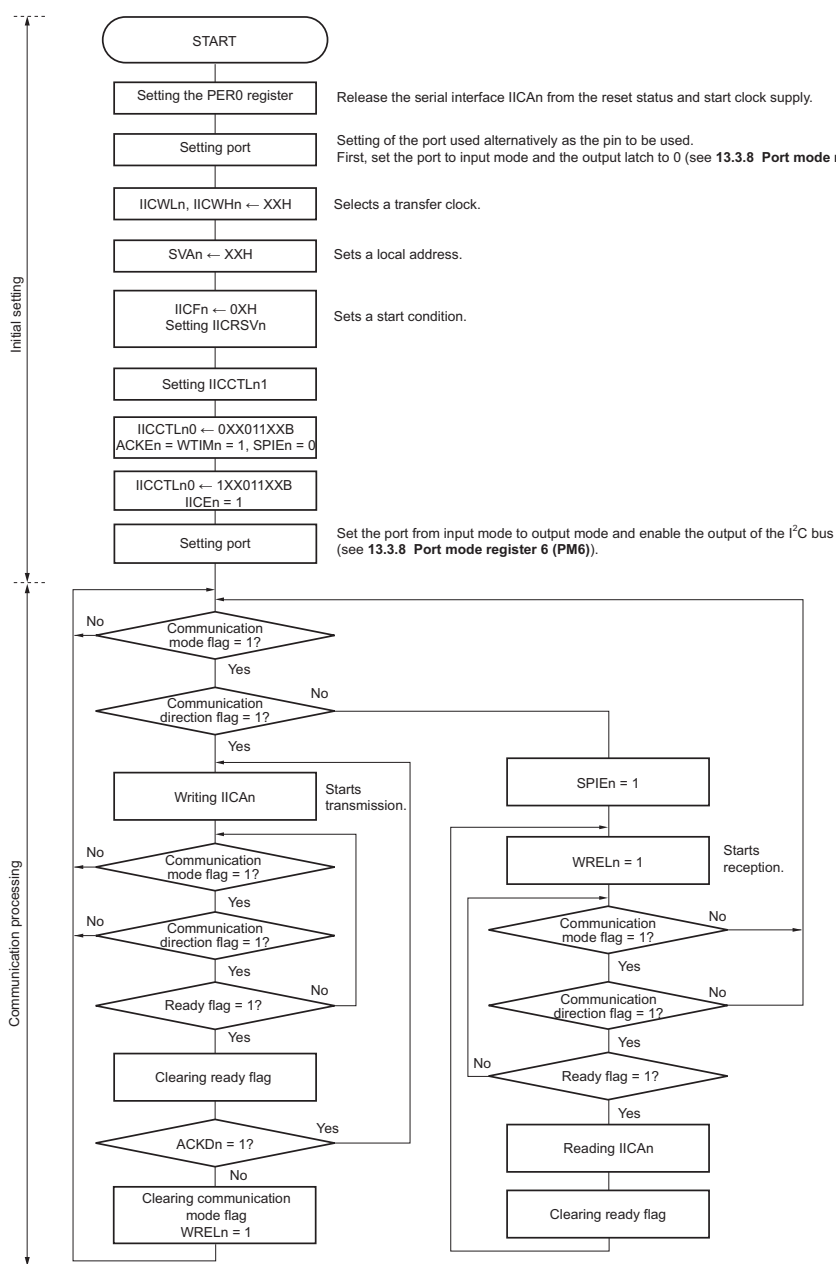 START
Setting the PER0 register
Release the serial interface IICAn from the reset status and start clock supply.
Setting port
Setting of the port used alternatively as the pin to be used.
First, set the port to input mode and the output latch to 0 (see 13.3.8 Port mode
IICWLn, IICWHn ← XXH
Selects a transfer clock.
SVAn ← XXH
Sets a local address.
IICFn ← 0XH
Setting IICRSVn
Sets a start condition.
Initial setting
Setting IICCTLn1
IICCTLn0 ← 0XX011XXB
ACKEn = WTIMn = 1, SPIEn = 0
IICCTLn0 ← 1XX011XXB
IICEn = 1
Setting port
Set the port from input mode to output mode and enable the output of the I²C bus
(see 13.3.8 Port mode register 6 (PM6)).
Communication processing
No
Communication
mode flag = 1?
Yes
No
Communication
direction flag = 1?
Yes
Writing IICAn
Starts
transmission.
No
Communication
mode flag = 1?
Yes
No
Communication
direction flag = 1?
Yes
Ready flag = 1?
No
Yes
Clearing ready flag
ACKDn = 1?
Yes
No
Clearing communication
mode flag
WRELn = 1
SPIEn = 1
WRELn = 1
Starts
reception.
Communication
mode flag = 1?
No
Yes
Communication
direction flag = 1?
No
Yes
No
Ready flag = 1?
Yes
Reading IICAn
Clearing ready flag